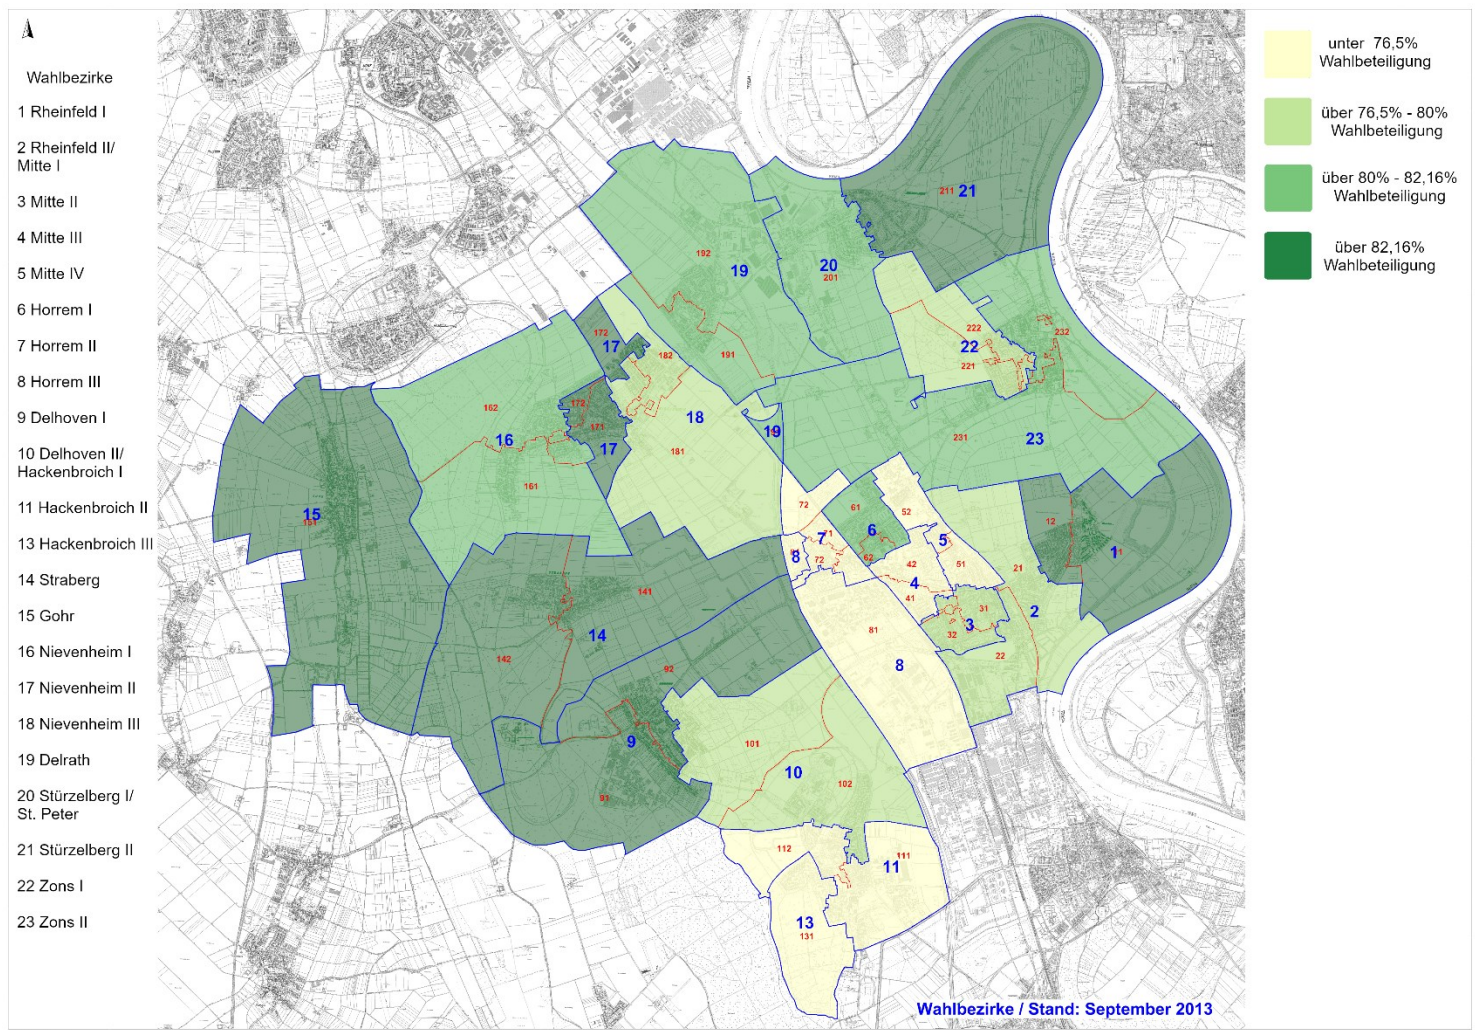 Wahlbezirke
1 Rheinfeld I
2 Rheinfeld II/
Mitte I
3 Mitte II
4 Mitte III
5 Mitte IV
6 Horrem I
7 Horrem II
8 Horrem III
9 Delhoven I
10 Delhoven II/
Hackenbroich I
11 Hackenbroich II
13 Hackenbroich III
14 Straberg
15 Gohr
16 Nievenheim I
17 Nievenheim II
18 Nievenheim III
19 Delrath
20 Stürzelberg I/
St. Peter
21 Stürzelberg II
22 Zons I
23 Zons II
unter 76,5%
Wahlbeteiligung
über 76,5% - 80%
Wahlbeteiligung
über 80% - 82,16%
Wahlbeteiligung
über 82,16%
Wahlbeteiligung
211 21
192
19
20
201
172
17
182
191
222
22
221
232
162
172
171
16
17
18
181
19
231
23
161
15
151
72
61
6
62
52
5
51
7
71
72
8
42
4
41
12
1
21
2
31
3
32
22
141
14
142
81
8
92
9
91
101
10
102
112
111
11
13
131
Wahlbezirke / Stand: September 2013